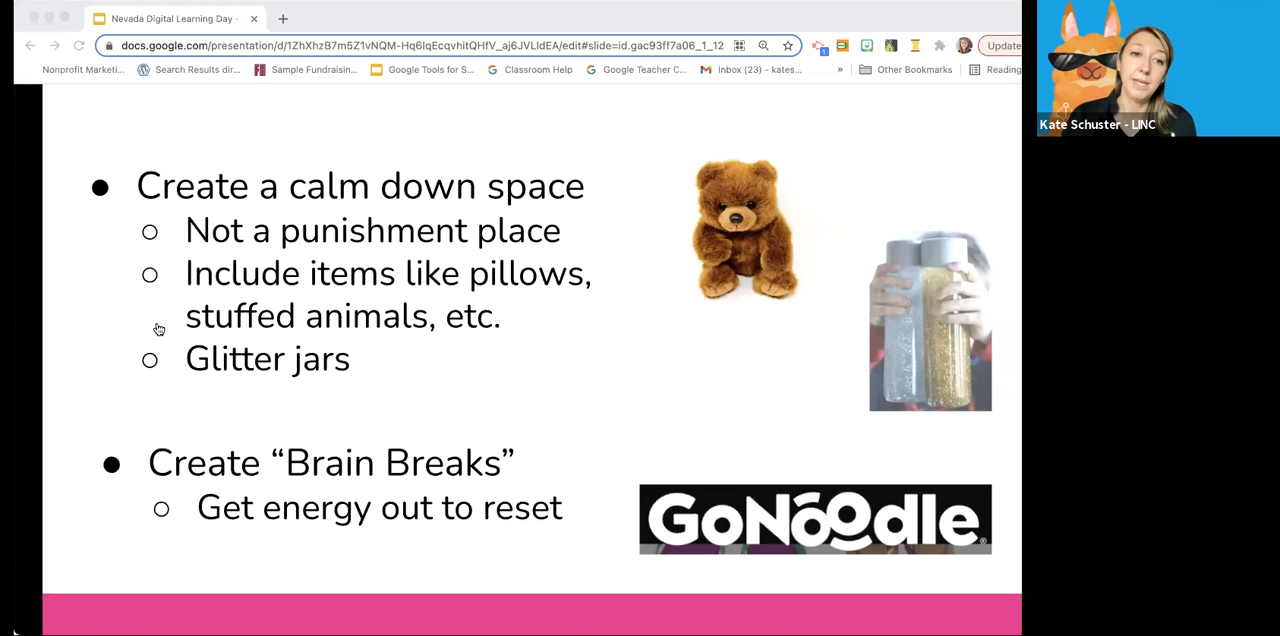 Nevada Digital Learning Day -
docs.google.com/presentation/d/1ZhXhzB7m5Z1vNQM-Hq6IqEcqvhitQHfV_aj6JVLIdEA/edit#slide=id.gac93ff7a06_1_12
1
Update
Nonprofit Marketi...
Search Results dir...
Sample Fundraisin...
Google Tools for S...
Classroom Help
Google Teacher C...
Inbox (23) - kates...
»
Other Bookmarks
Reading
Kate Schuster - LINC
● Create a calm down space
○ Not a punishment place
○ Include items like pillows,
stuffed animals, etc.
○ Glitter jars
● Create “Brain Breaks”
○ Get energy out to reset
GoNoodle